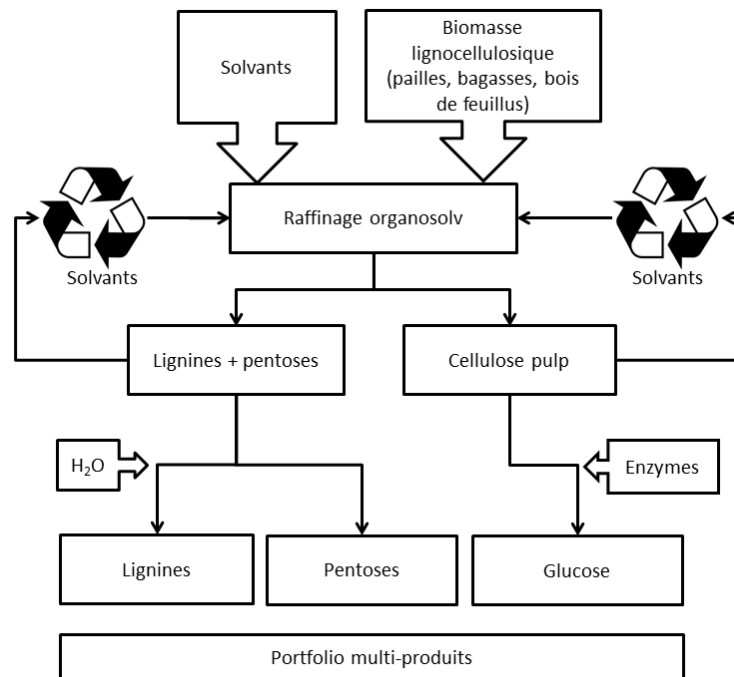 Solvants
Biomasse
lignocellulosique
(pailles, bagasses, bois
de feuillus)
Raffinage organosolv
Solvants
Solvants
Lignines + pentoses
Cellulose pulp
H₂O
Enzymes
Lignines
Pentoses
Glucose
Portfolio multi-produits